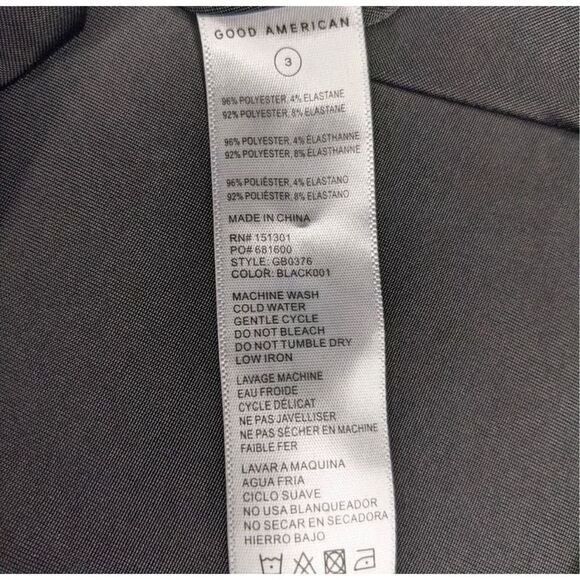 GOOD AMERICAN
3
96% POLYESTER, 4% ELASTANE
92% POLYESTER, 8% ELASTANE
96% POLYESTER, 4% ELASTHANNE
92% POLYESTER, 8% ELASTHANNE
96% POLIÉSTER, 4% ELASTANO
92% POLIÉSTER, 8% ELASTANO
MADE IN CHINA
RN# 151301
PO# 681600
STYLE: GB0376
COLOR: BLACK001
MACHINE WASH
COLD WATER
GENTLE CYCLE
DO NOT BLEACH
DO NOT TUMBLE DRY
LOW IRON
LAVAGE MACHINE
EAU FROIDE
CYCLE DÉLICAT
NE PAS JAVELLISER
NE PAS SÉCHER EN MACHINE
FAIBLE FER
LAVAR A MAQUINA
AGUA FRIA
CICLO SUAVE
NO USA BLANQUEADOR
NO SECAR EN SECADORA
HIERRO BAJO